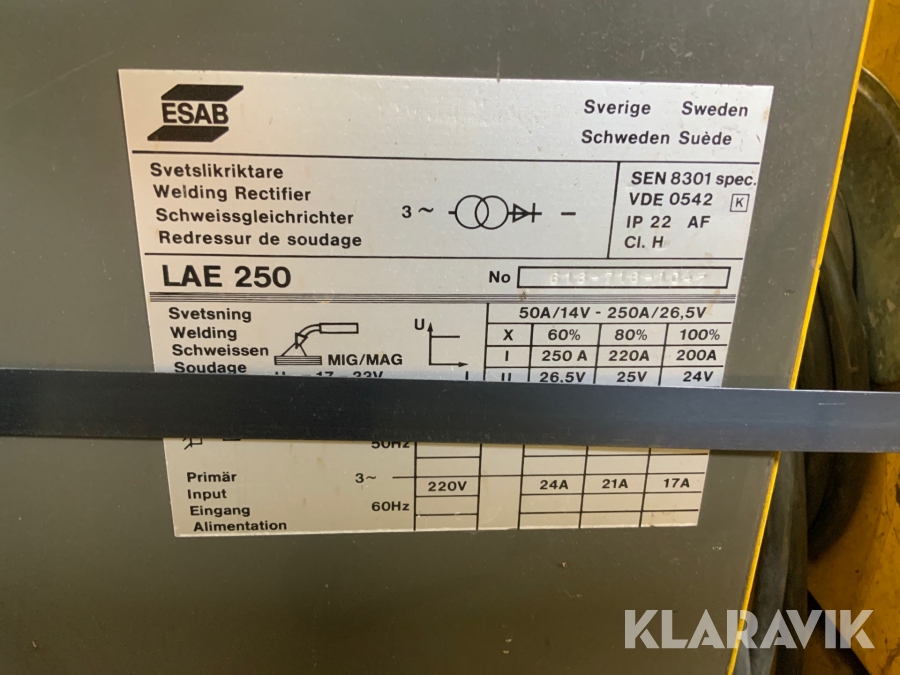 ESAB
Sverige Sweden
Schweden Suède
Svetslikriktare
Welding Rectifier
Schweissgleichrichter
Redressur de soudage
3 ~ –
SEN 8301 spec.
VDE 0542 K
IP 22 AF
Cl. H
LAE 250
No
Svetsning
Welding
Schweissen
Soudage
MIG/MAG
U
I
50A/14V - 250A/26,5V
X 60% 80% 100%
I 250 A 220A 200A
U 26,5V 25V 24V
50Hz
Primär
Input
Eingang
Alimentation
3~
60Hz
220V 24A 21A 17A
KLARAVIK